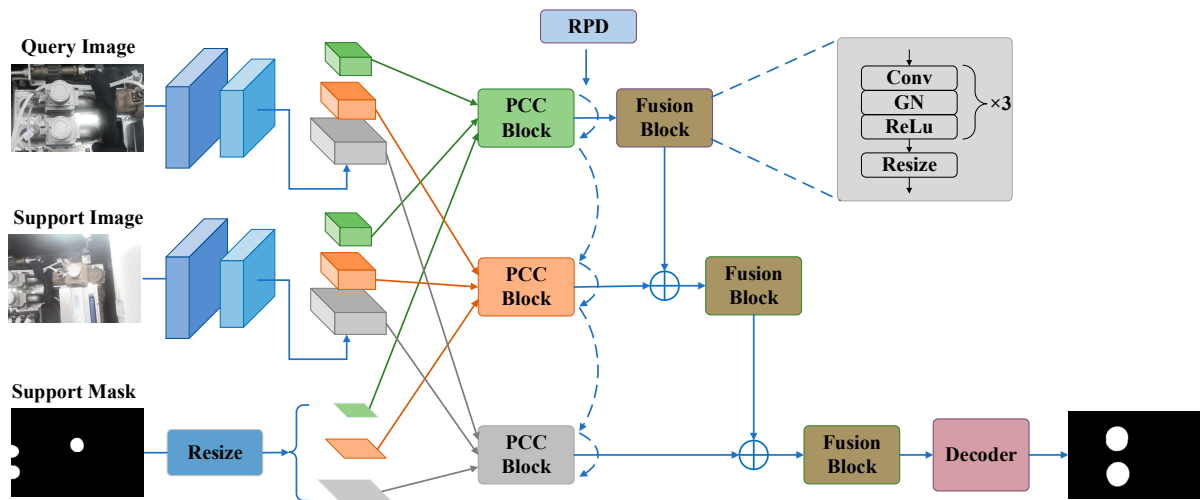 RPD
Query Image
PCC
Block
Fusion
Block
Conv
GN
ReLu
×3
Resize
Support Image
PCC
Block
Fusion
Block
Support Mask
Resize
PCC
Block
Fusion
Block
Decoder